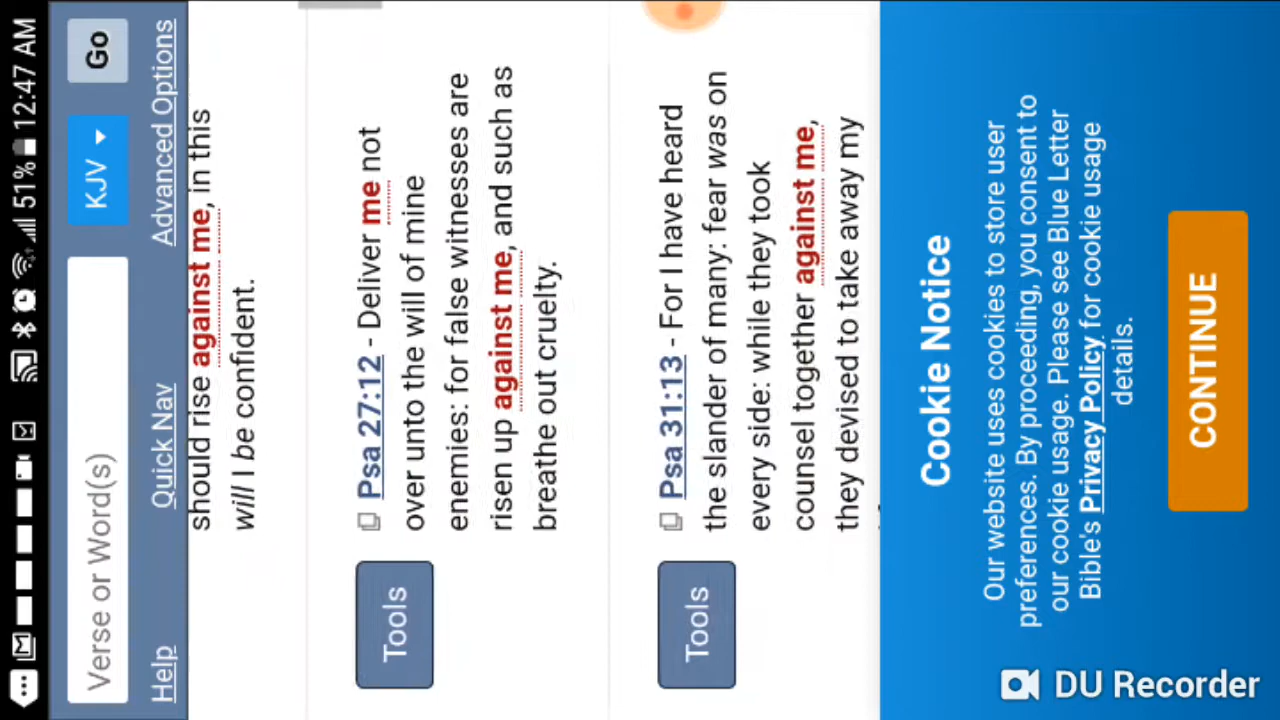 51% 12:47 AM
Verse or Word(s)
KJV
Go
Help
Quick Nav
Advanced Options
should rise against me, in this
will I be confident.
Tools
Psa 27:12 - Deliver me not
over unto the will of mine
enemies: for false witnesses are
risen up against me, and such as
breathe out cruelty.
Tools
Psa 31:13 - For I have heard
the slander of many: fear was on
every side: while they took
counsel together against me,
they devised to take away my
Cookie Notice
Our website uses cookies to store user
preferences. By proceeding, you consent to
our cookie usage. Please see Blue Letter
Bible's Privacy Policy for cookie usage
details.
CONTINUE
DU Recorder